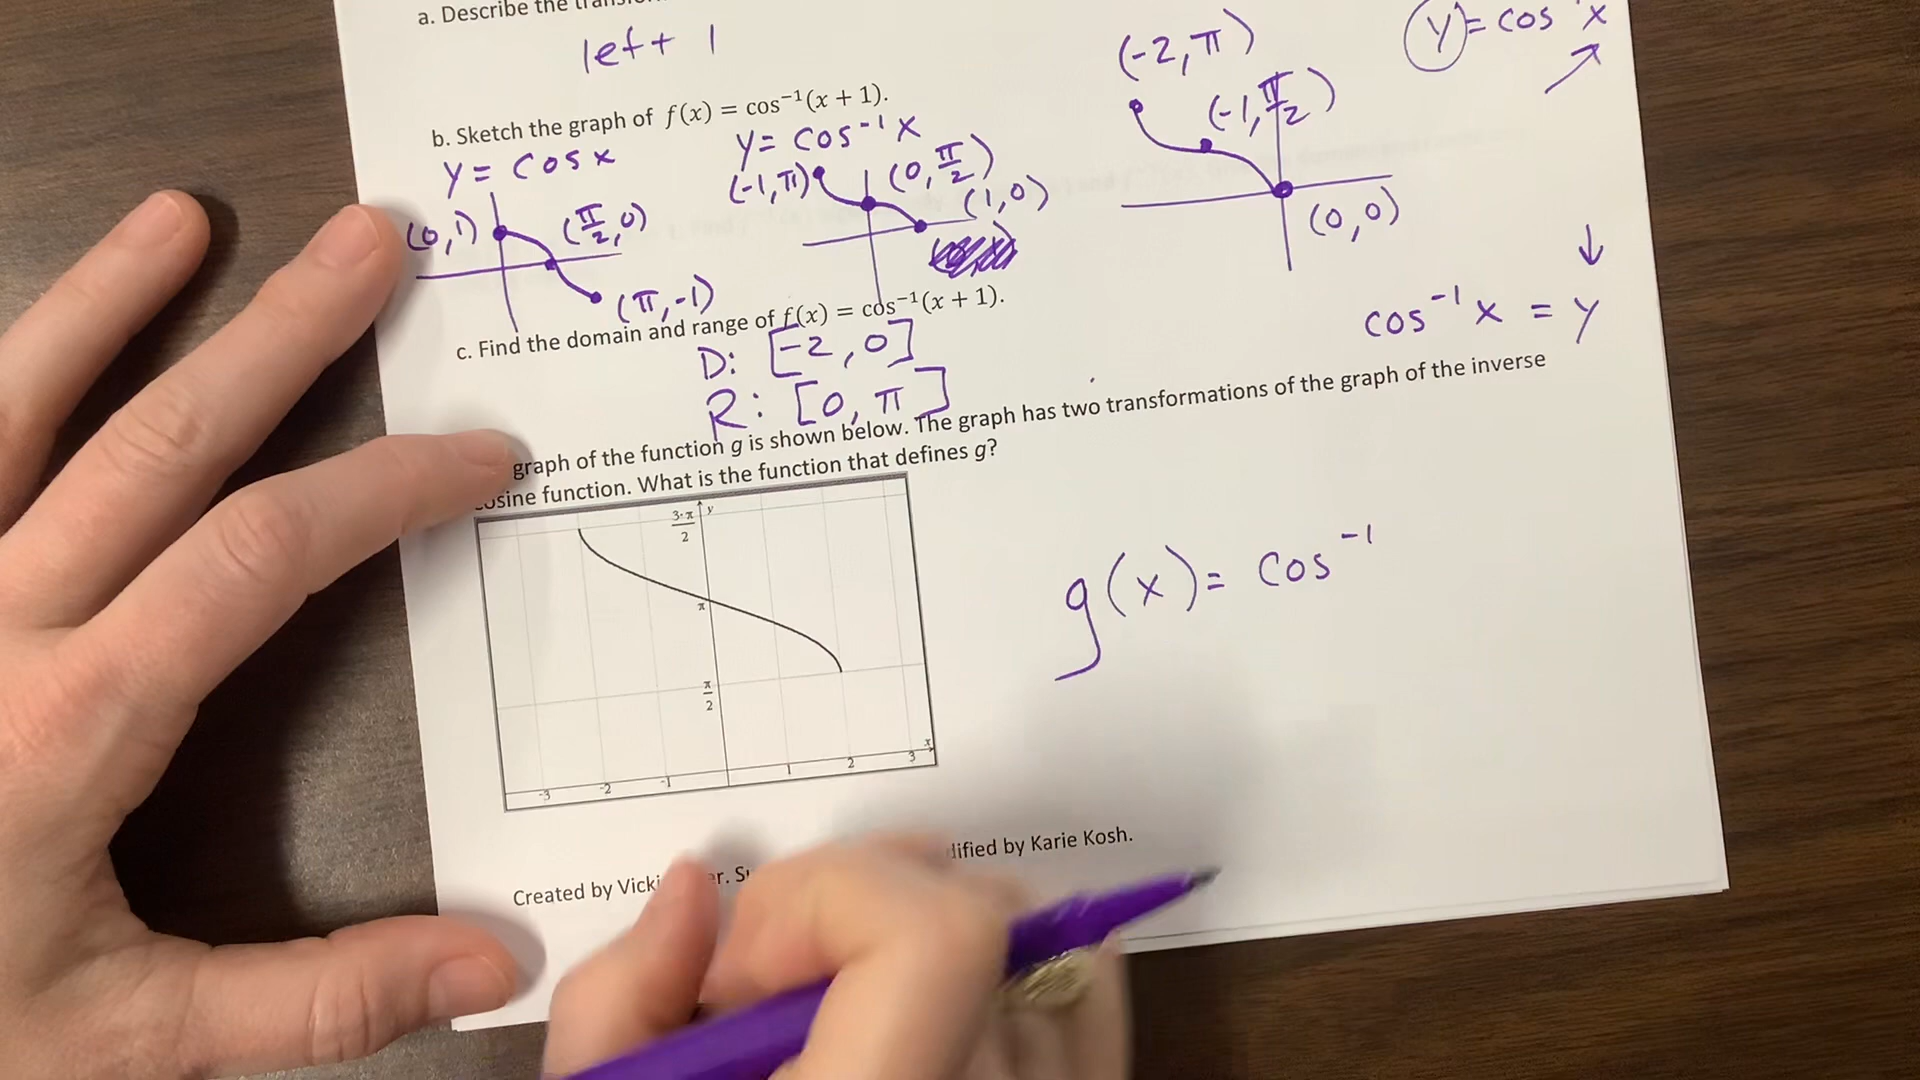 a. Describe the
left 1
(-2, π)
y = cos⁻¹ x
b. Sketch the graph of f(x) = cos⁻¹(x + 1).
(-1, π/2)
y = cos x
y = cos⁻¹ x
(-1, π)
(0, π/2)
(1, 0)
(0, 1)
(π/2, 0)
(0, 0)
(π, -1)
c. Find the domain and range of f(x) = cos⁻¹(x + 1).
D: [-2, 0]
R: [0, π]
cos⁻¹ x = y
graph of the function g is shown below. The graph has two transformations of the graph of the inverse
cosine function. What is the function that defines g?
3·π/2
y
π
π/2
x
-3 -2 -1 1 2 3
g(x) = cos⁻¹
Created by Vicki
by Karie Kosh.